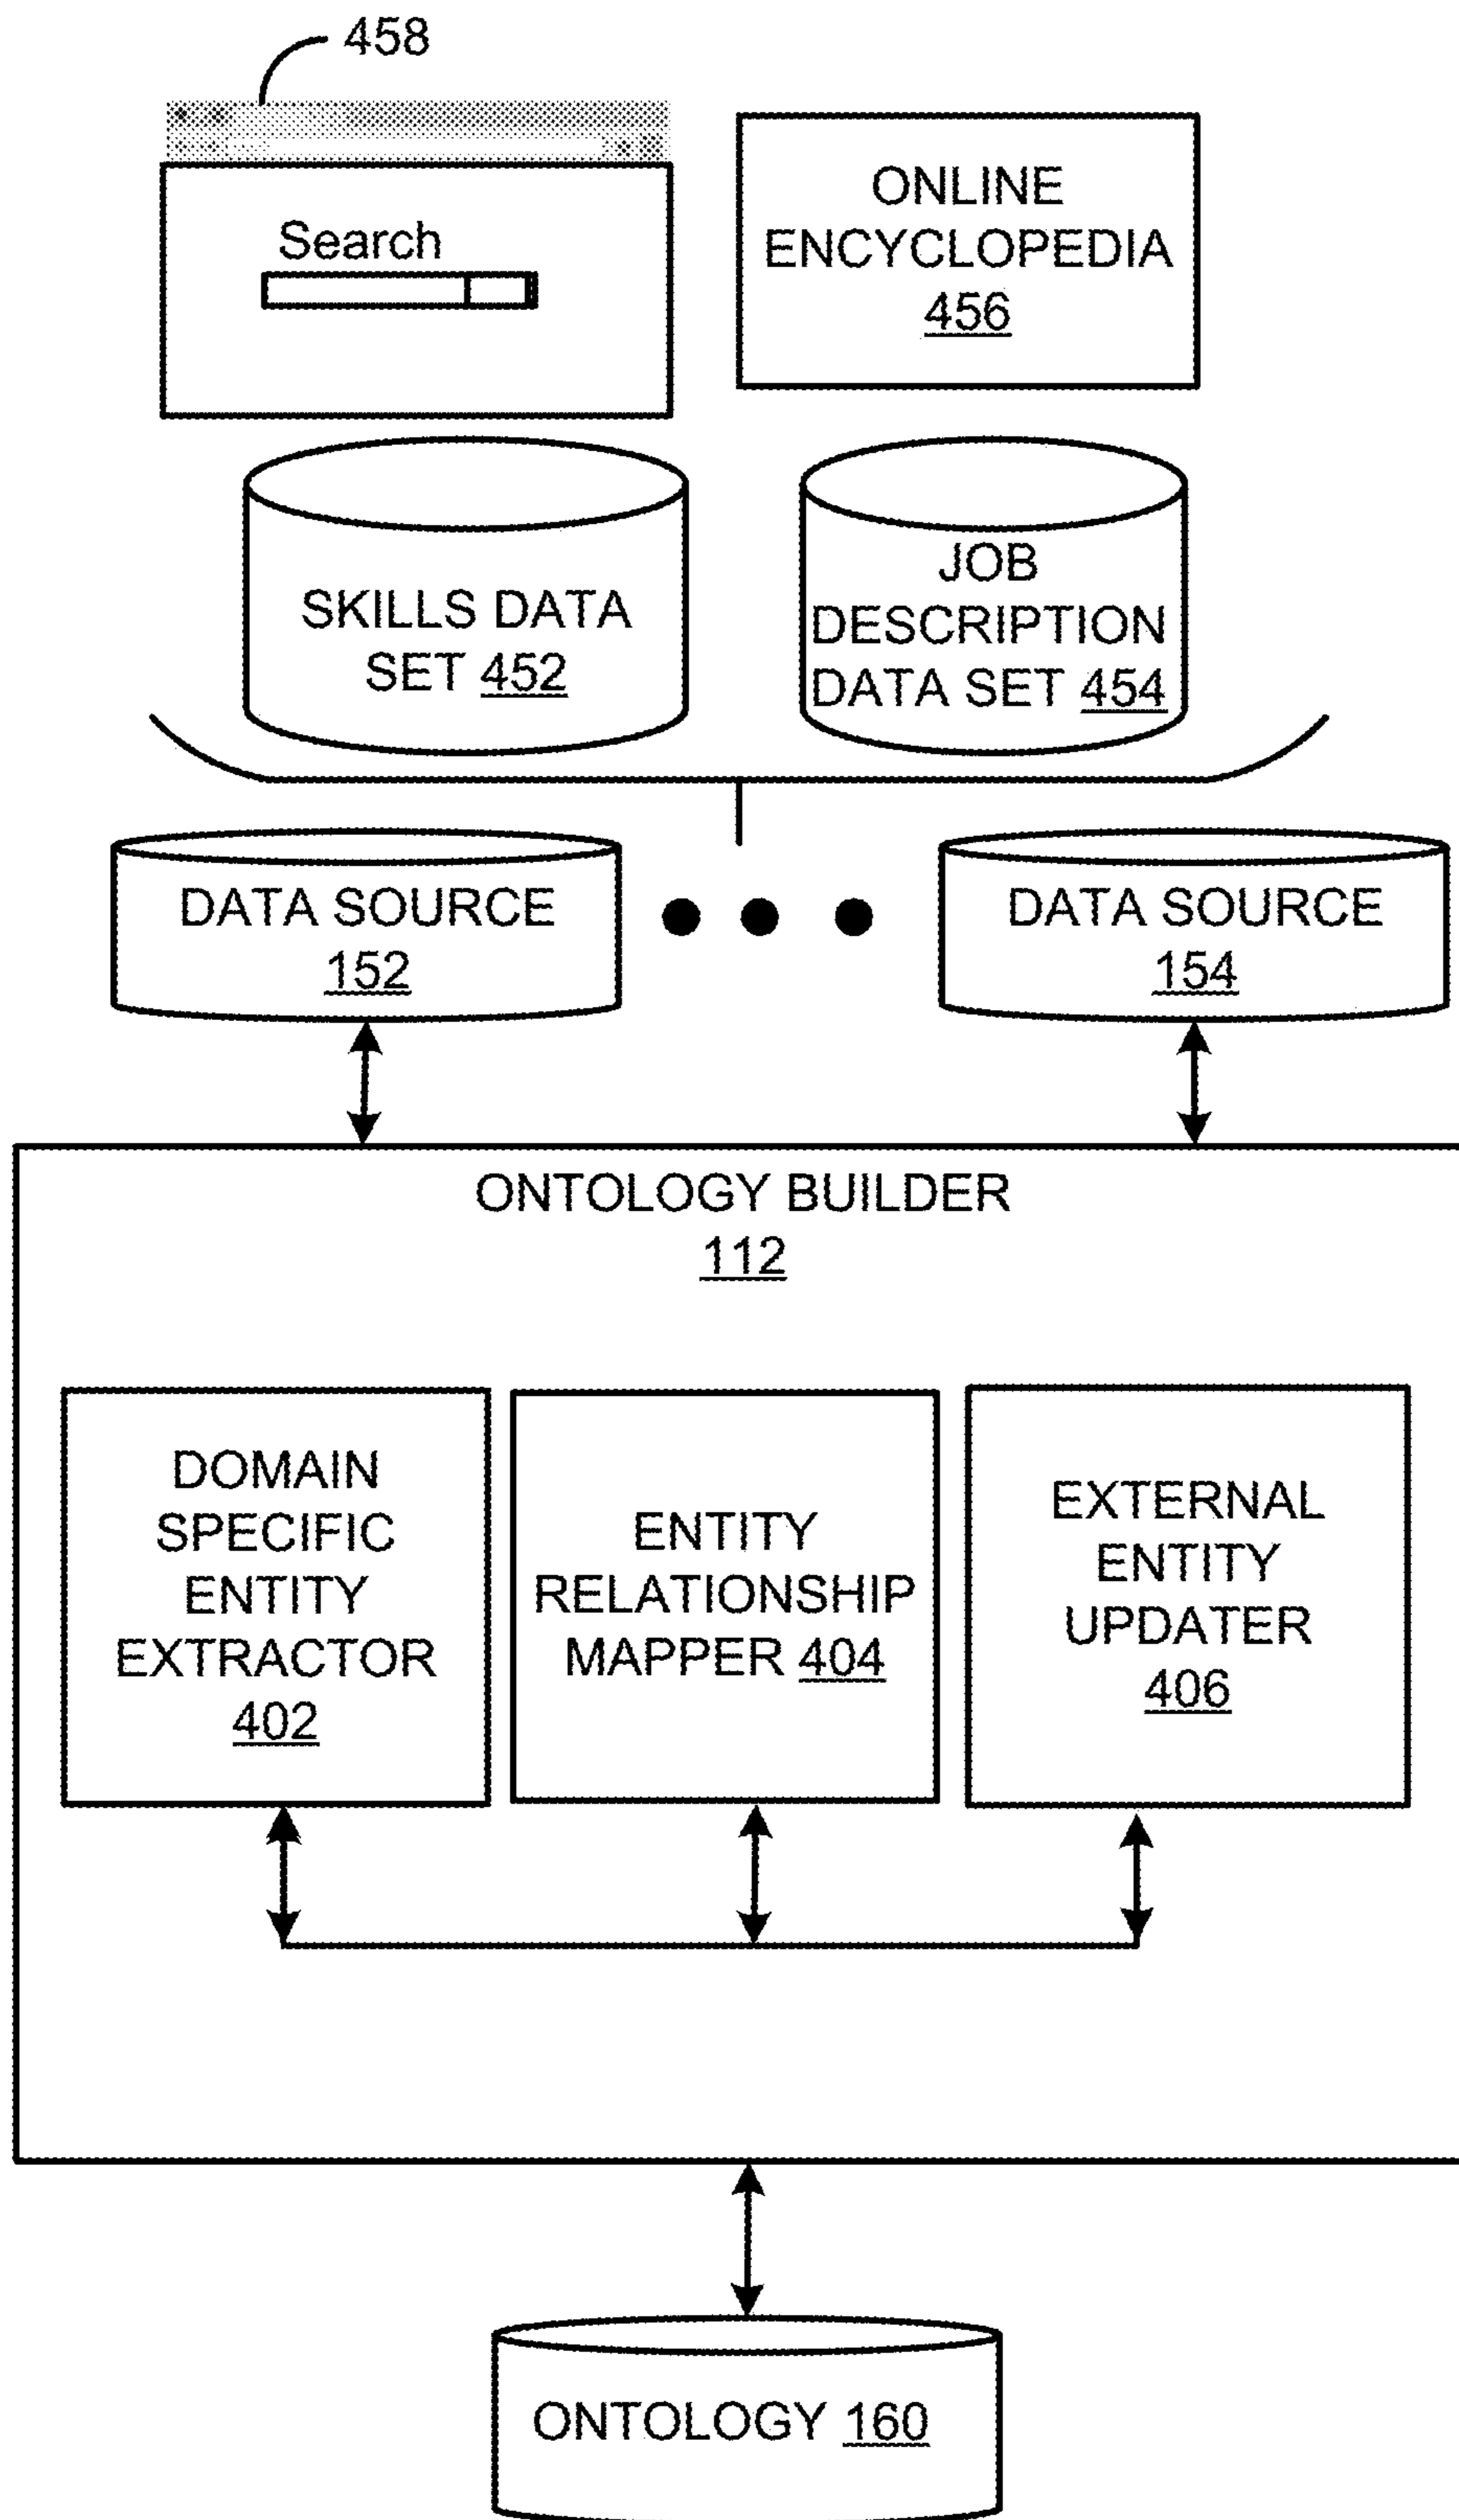 458
Search
ONLINE
ENCYCLOPEDIA
456
SKILLS DATA
SET 452
JOB
DESCRIPTION
DATA SET 454
DATA SOURCE
152
DATA SOURCE
154
ONTOLOGY BUILDER
112
DOMAIN
SPECIFIC
ENTITY
EXTRACTOR
402
ENTITY
RELATIONSHIP
MAPPER 404
EXTERNAL
ENTITY
UPDATER
406
ONTOLOGY 160